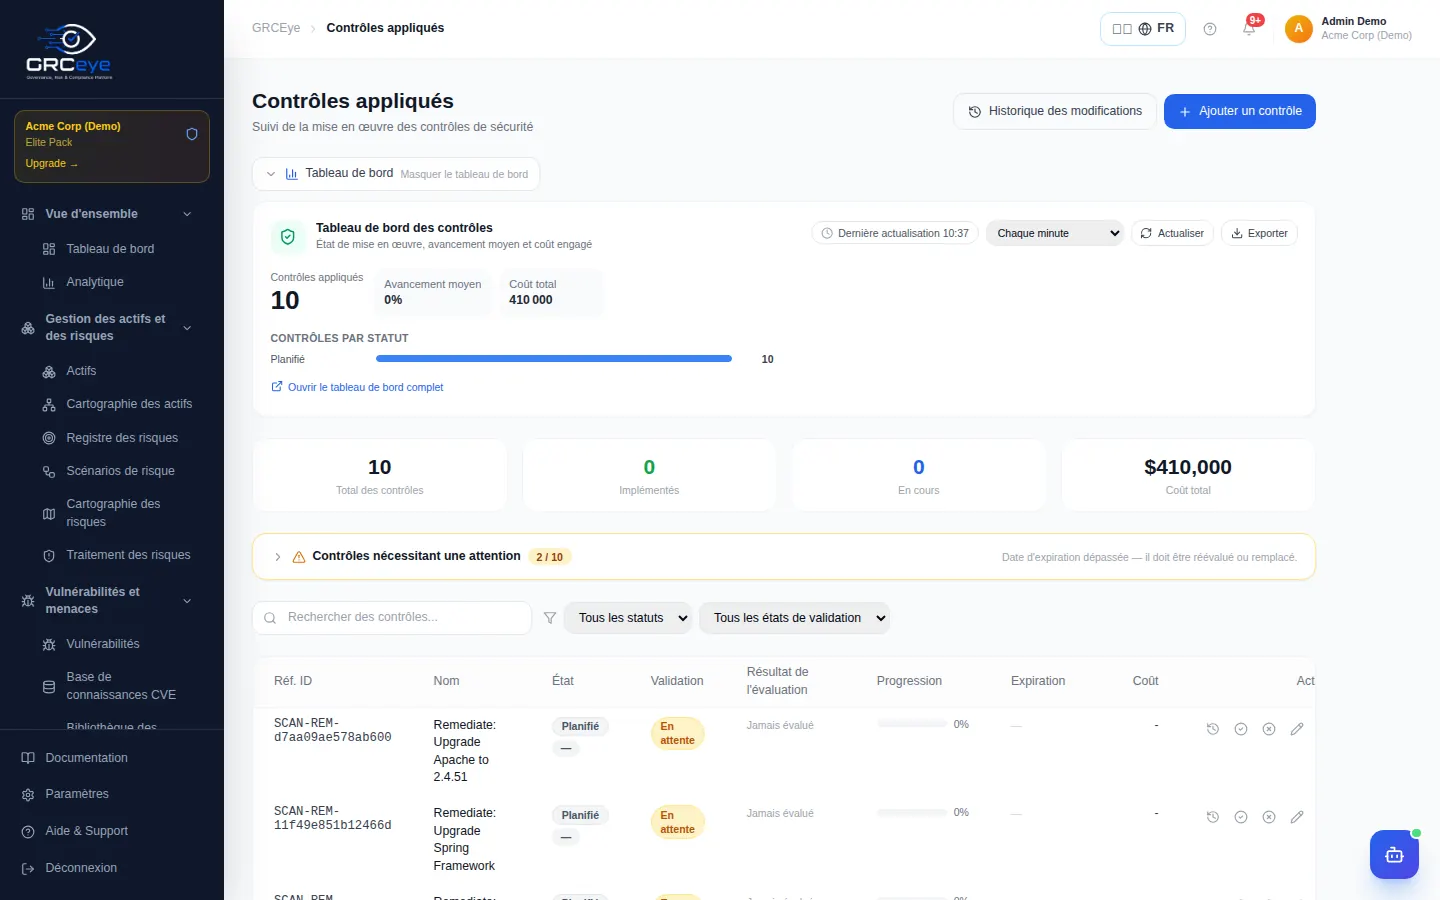 GRCeye
Governance, Risk & Compliance Platform
Acme Corp (Demo)
Elite Pack
Upgrade →
Vue d'ensemble
Tableau de bord
Analytique
Gestion des actifs et
des risques
Actifs
Cartographie des actifs
Registre des risques
Scénarios de risque
Cartographie des
risques
Traitement des risques
Vulnérabilités et
menaces
Vulnérabilités
Base de
connaissances CVE
Bibliothèque des
Documentation
Paramètres
Aide & Support
Déconnexion
GRCEye > Contrôles appliqués
FR
9+
A
Admin Demo
Acme Corp (Demo)
Contrôles appliqués
Suivi de la mise en œuvre des contrôles de sécurité
Historique des modifications
Ajouter un contrôle
Tableau de bord Masquer le tableau de bord
Tableau de bord des contrôles
État de mise en œuvre, avancement moyen et coût engagé
Dernière actualisation 10:37
Chaque minute
Actualiser
Exporter
Contrôles appliqués
10
Avancement moyen
0%
Coût total
410 000
CONTRÔLES PAR STATUT
Planifié 10
Ouvrir le tableau de bord complet
10
Total des contrôles
0
Implémentés
0
En cours
$410,000
Coût total
Contrôles nécessitant une attention 2 / 10
Date d'expiration dépassée — il doit être réévalué ou remplacé.
Rechercher des contrôles...
Tous les statuts
Tous les états de validation
Réf. ID Nom État Validation Résultat de l'évaluation Progression Expiration Coût Act
SCAN-REM-
d7aa09ae578ab600
Remediate:
Upgrade
Apache to
2.4.51
Planifié
—
En
attente
Jamais évalué
0%
—
-
SCAN-REM-
11f49e851b12466d
Remediate:
Upgrade
Spring
Framework
Planifié
—
En
attente
Jamais évalué
0%
—
-
SCAN-REM-
Remediate:
Planifié
En
Jamais évalué
0%